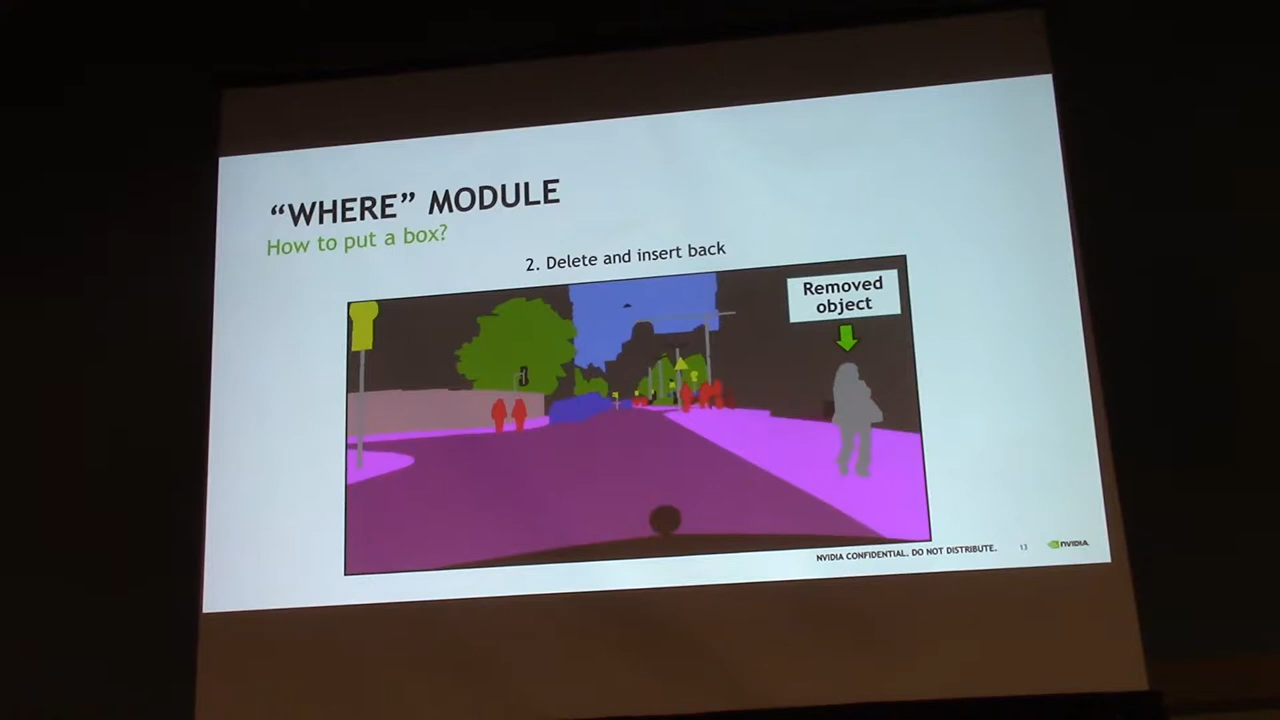 “WHERE” MODULE
How to put a box?
2. Delete and insert back
Removed
object
NVIDIA CONFIDENTIAL. DO NOT DISTRIBUTE.
13
NVIDIA